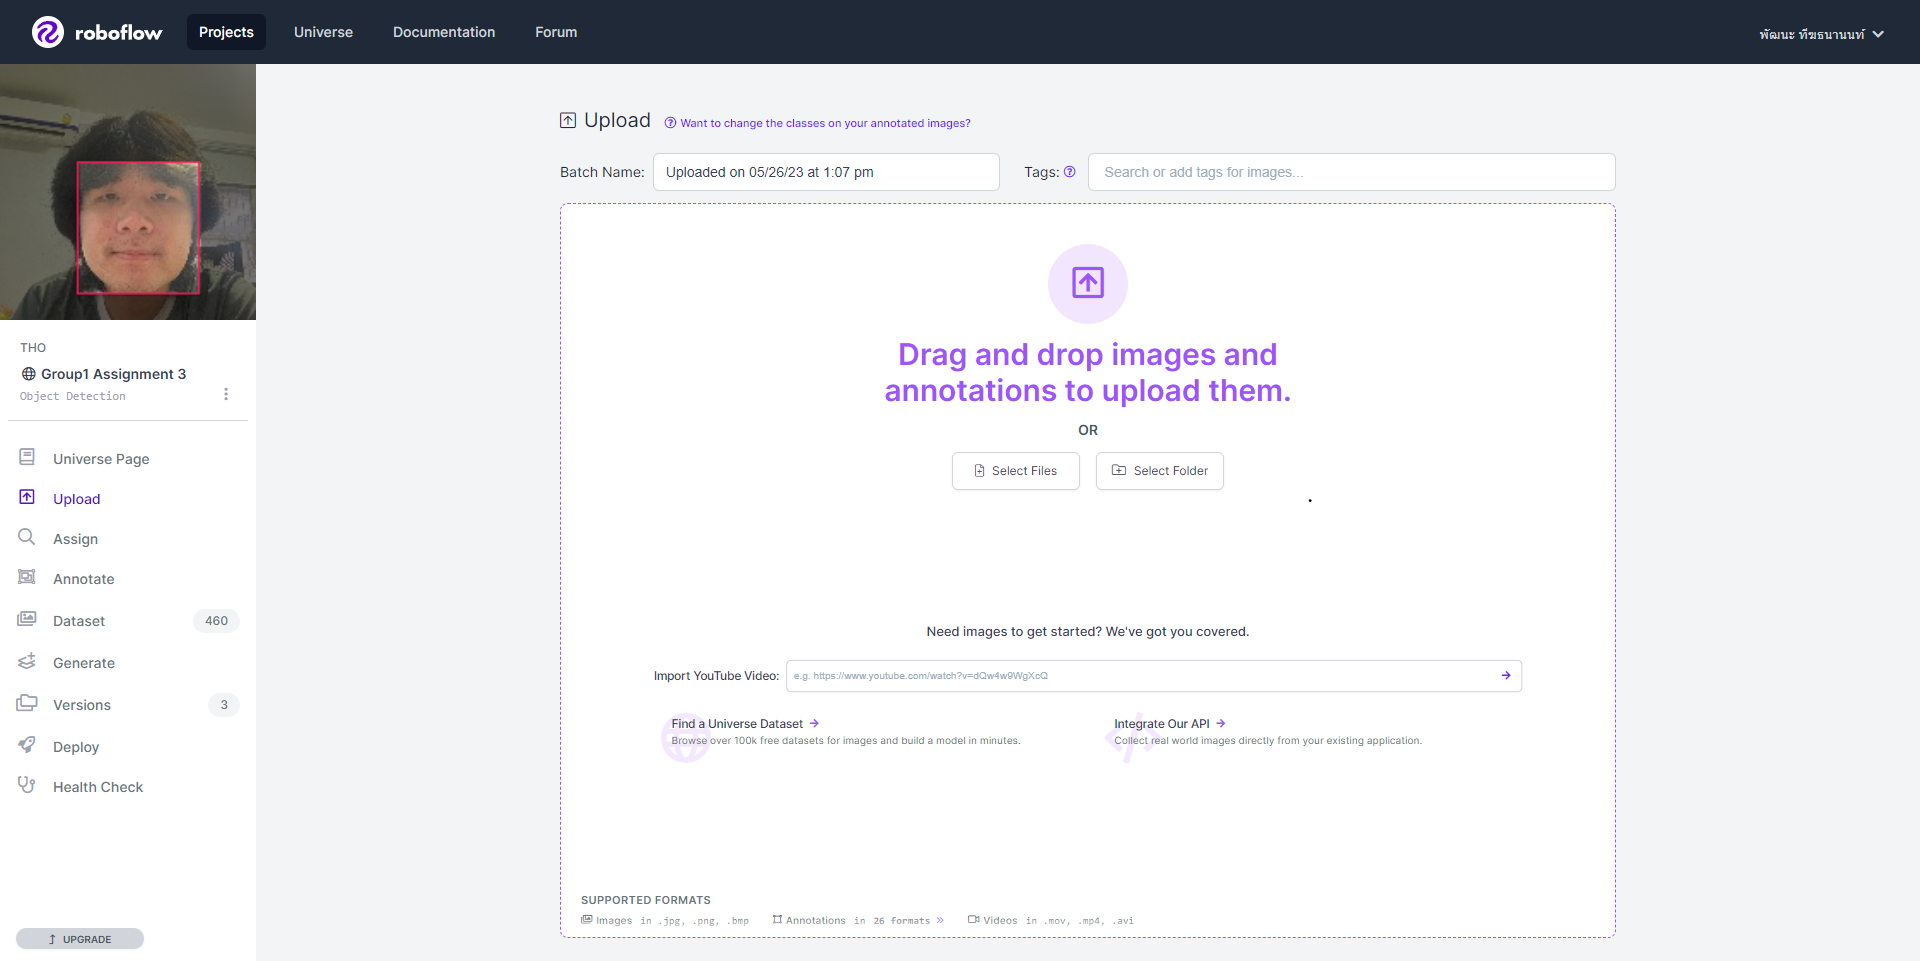 roboflow
Projects
Universe
Documentation
Forum
พัฒนะ ทีฆธนานนท์
THO
Group1 Assignment 3
Object Detection
Universe Page
Upload
Assign
Annotate
Dataset 460
Generate
Versions 3
Deploy
Health Check
UPGRADE
Upload
Want to change the classes on your annotated images?
Batch Name: Uploaded on 05/26/23 at 1:07 pm
Tags: Search or add tags for images...
Drag and drop images and
annotations to upload them.
OR
Select Files
Select Folder
Need images to get started? We've got you covered.
Import YouTube Video: e.g. https://www.youtube.com/watch?v=dQw4w9WgXcQ
Find a Universe Dataset
Browse over 100k free datasets for images and build a model in minutes.
Integrate Our API
Collect real world images directly from your existing application.
SUPPORTED FORMATS
Images in .jpg, .png, .bmp
Annotations in 26 formats »
Videos in .mov, .mp4, .avi